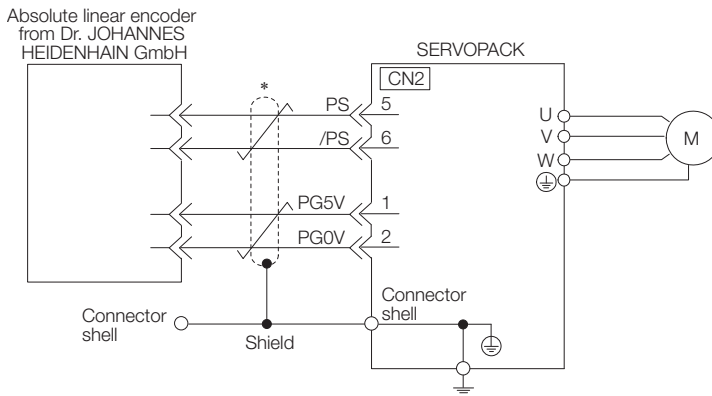 Absolute linear encoder
from Dr. JOHANNES
HEIDENHAIN GmbH
SERVOPACK
CN2
*
PS 5
/PS 6
PG5V 1
PG0V 2
U
V
W
M
Connector
shell
Shield
Connector
shell